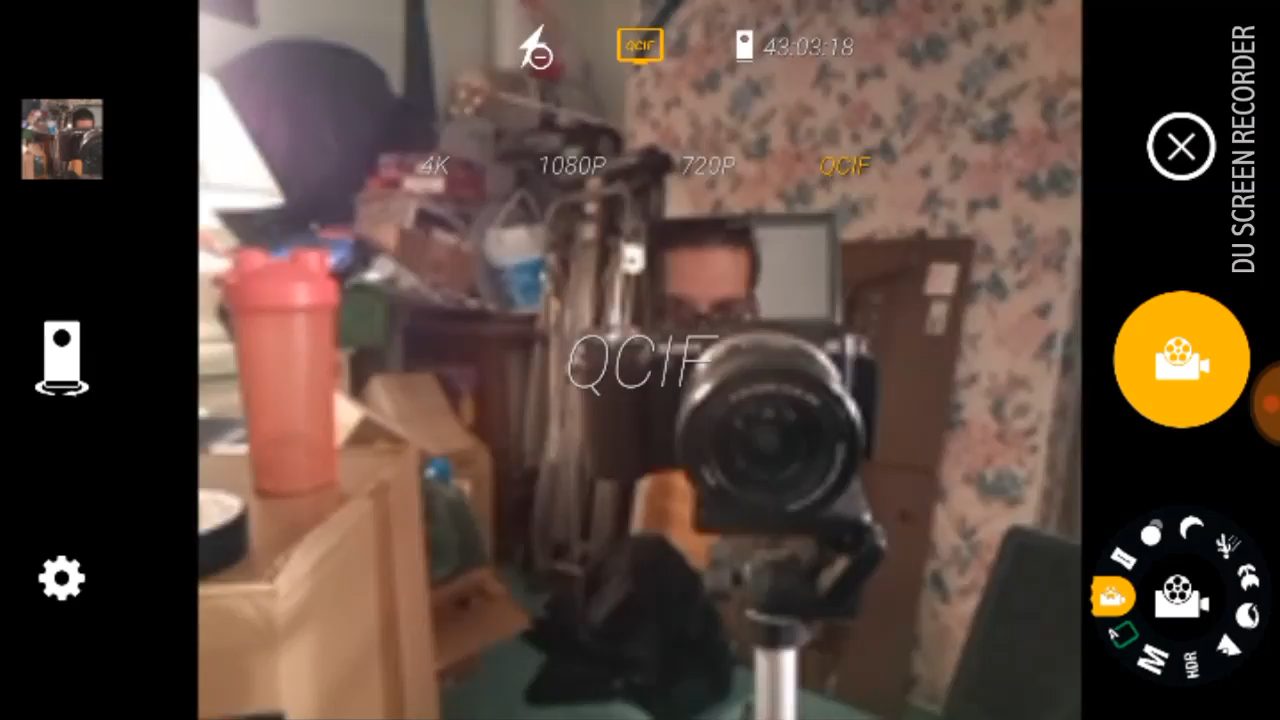 QCIF
43:03:18
4K
1080P
720P
QCIF
QCIF
DU SCREEN RECORDER
M
HDR